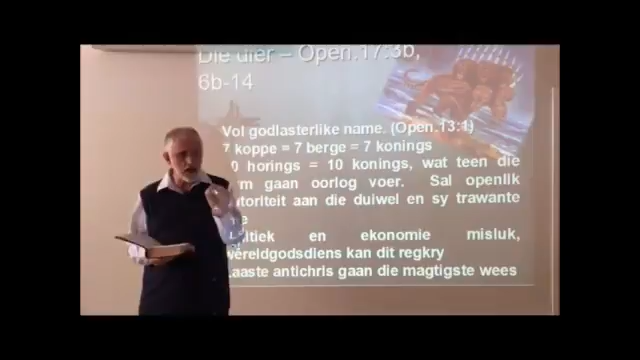 Die dier – Open.17:3b,
6b-14
Vol godlasterlike name. (Open.13:1)
7 koppe = 7 berge = 7 konings
horings = 10 konings, wat teen die
gaan oorlog voer. Sal openlik
aan die duiwel en sy trawante
en ekonomie misluk,
wêreldgodsdiens kan dit regkry
Laaste antichris gaan die magtigste wees